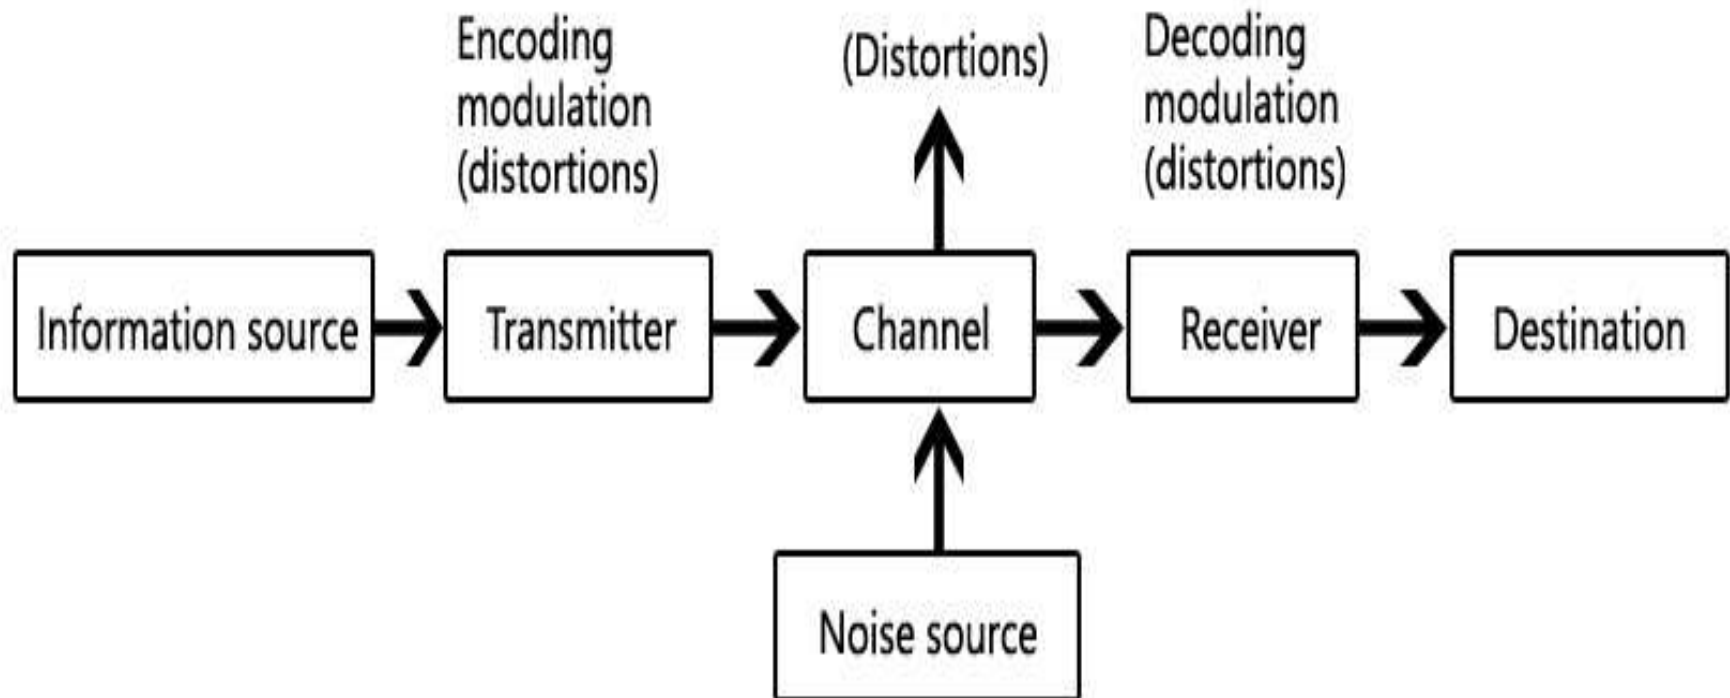 Encoding
modulation
(distortions)
(Distortions)
Decoding
modulation
(distortions)
Information source
Transmitter
Channel
Receiver
Destination
Noise source